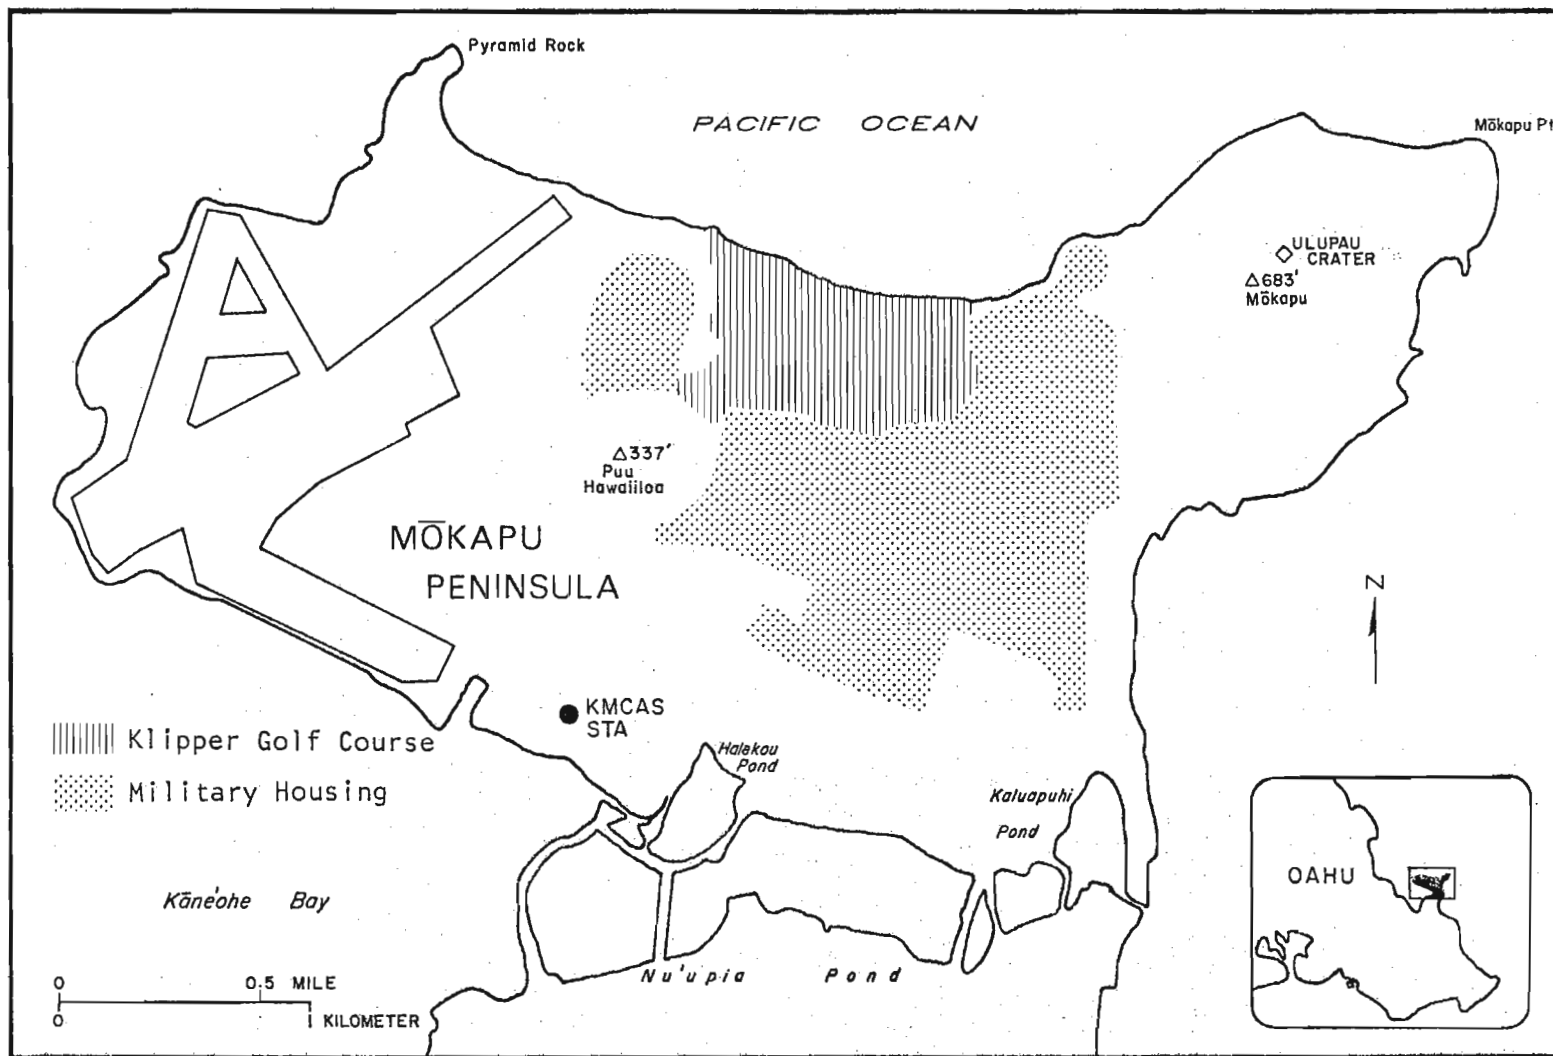 Pyramid Rock
PACIFIC OCEAN
Mōkapu Pt
ULUPAU
CRATER
△683'
Mōkapu
△337'
Puu
Hawaiiloa
MŌKAPU
PENINSULA
N
KMCAS
STA
Klipper Golf Course
Military Housing
Halekou
Pond
Kaluapuhi
Pond
Kāne'ohe Bay
Nu'upia Pond
OAHU
0 0.5 MILE
0 1 KILOMETER